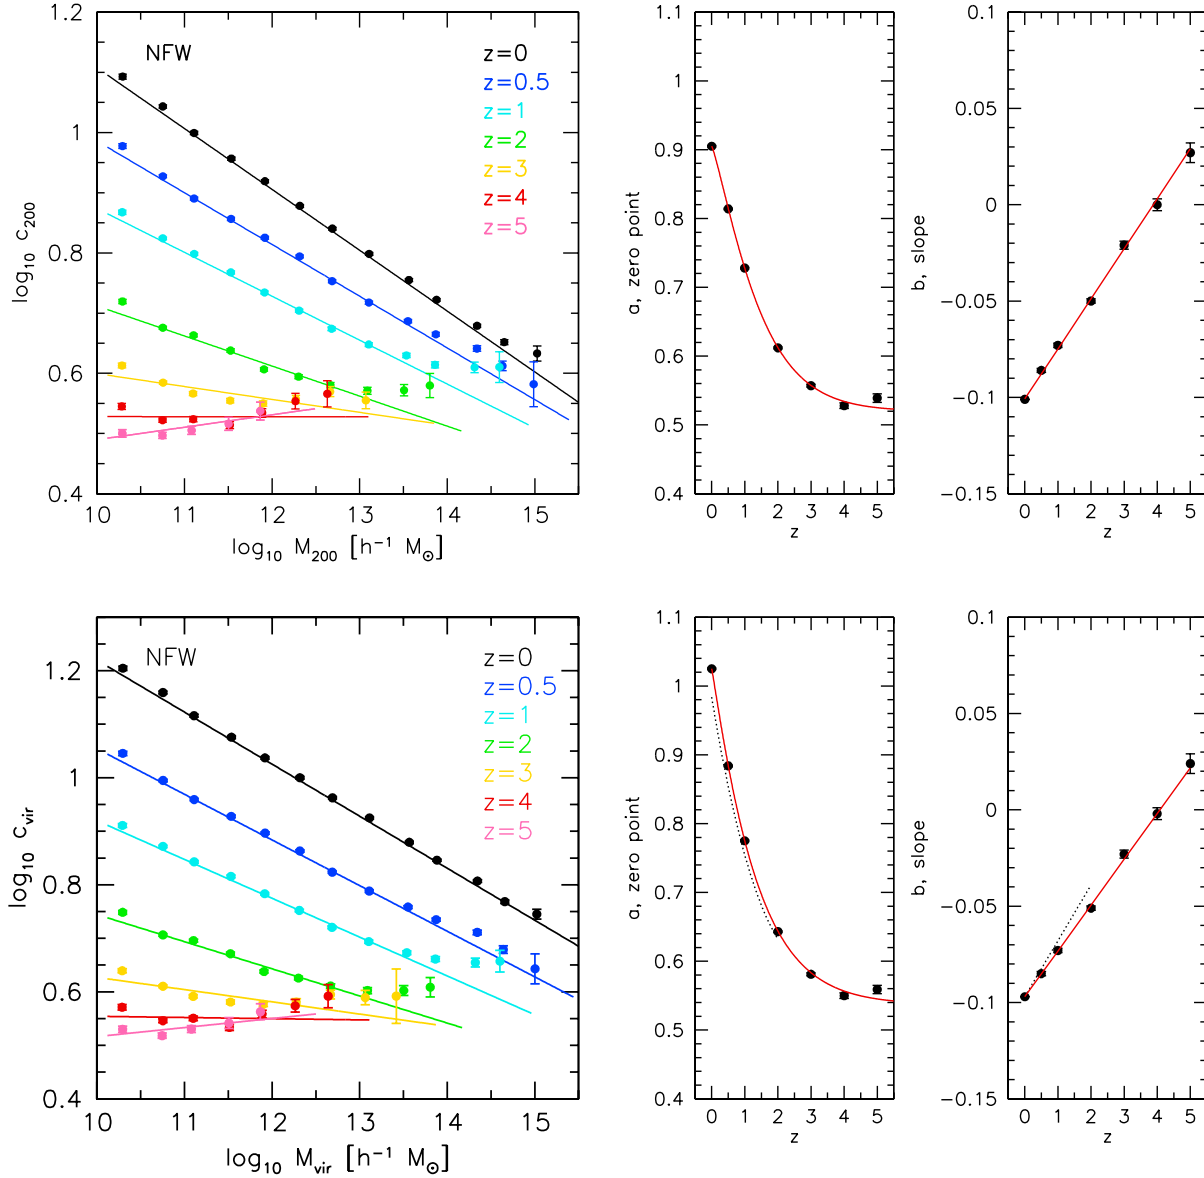 1.2
1
0.8
0.6
0.4
log₁₀ c₂₀₀
NFW
z=0
z=0.5
z=1
z=2
z=3
z=4
z=5
10 11 12 13 14 15
log₁₀ M₂₀₀ [h⁻¹ M⊙]
1.1
1
0.9
0.8
0.7
0.6
0.5
0.4
a, zero point
0 1 2 3 4 5
z
0.1
0.05
0
−0.05
−0.1
−0.15
b, slope
0 1 2 3 4 5
z
1.2
1
0.8
0.6
0.4
log₁₀ c_vir
NFW
z=0
z=0.5
z=1
z=2
z=3
z=4
z=5
10 11 12 13 14 15
log₁₀ M_vir [h⁻¹ M⊙]
1.1
1
0.9
0.8
0.7
0.6
0.5
0.4
a, zero point
0 1 2 3 4 5
z
0.1
0.05
0
−0.05
−0.1
−0.15
b, slope
0 1 2 3 4 5
z